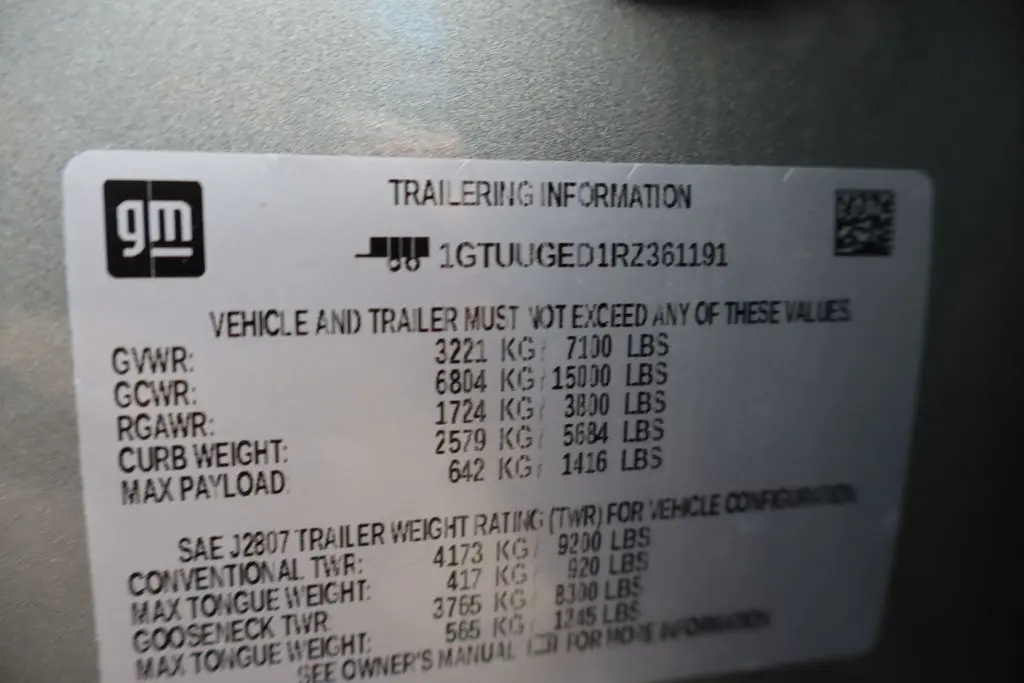 gm
TRAILERING INFORMATION
1GTUUGED1RZ361191
VEHICLE AND TRAILER MUST NOT EXCEED ANY OF THESE VALUES.
GVWR: 3221 KG / 7100 LBS
GCWR: 6804 KG / 15000 LBS
RGAWR: 1724 KG / 3800 LBS
CURB WEIGHT: 2579 KG / 5684 LBS
MAX PAYLOAD: 642 KG / 1416 LBS
SAE J2807 TRAILER WEIGHT RATING (TWR) FOR VEHICLE CONFIGURATION.
CONVENTIONAL TWR: 4173 KG / 9200 LBS
MAX TONGUE WEIGHT: 417 KG / 920 LBS
GOOSENECK TWR: 3765 KG / 8300 LBS
MAX TONGUE WEIGHT: 565 KG / 1245 LBS
SEE OWNER'S MANUAL FOR MORE INFORMATION